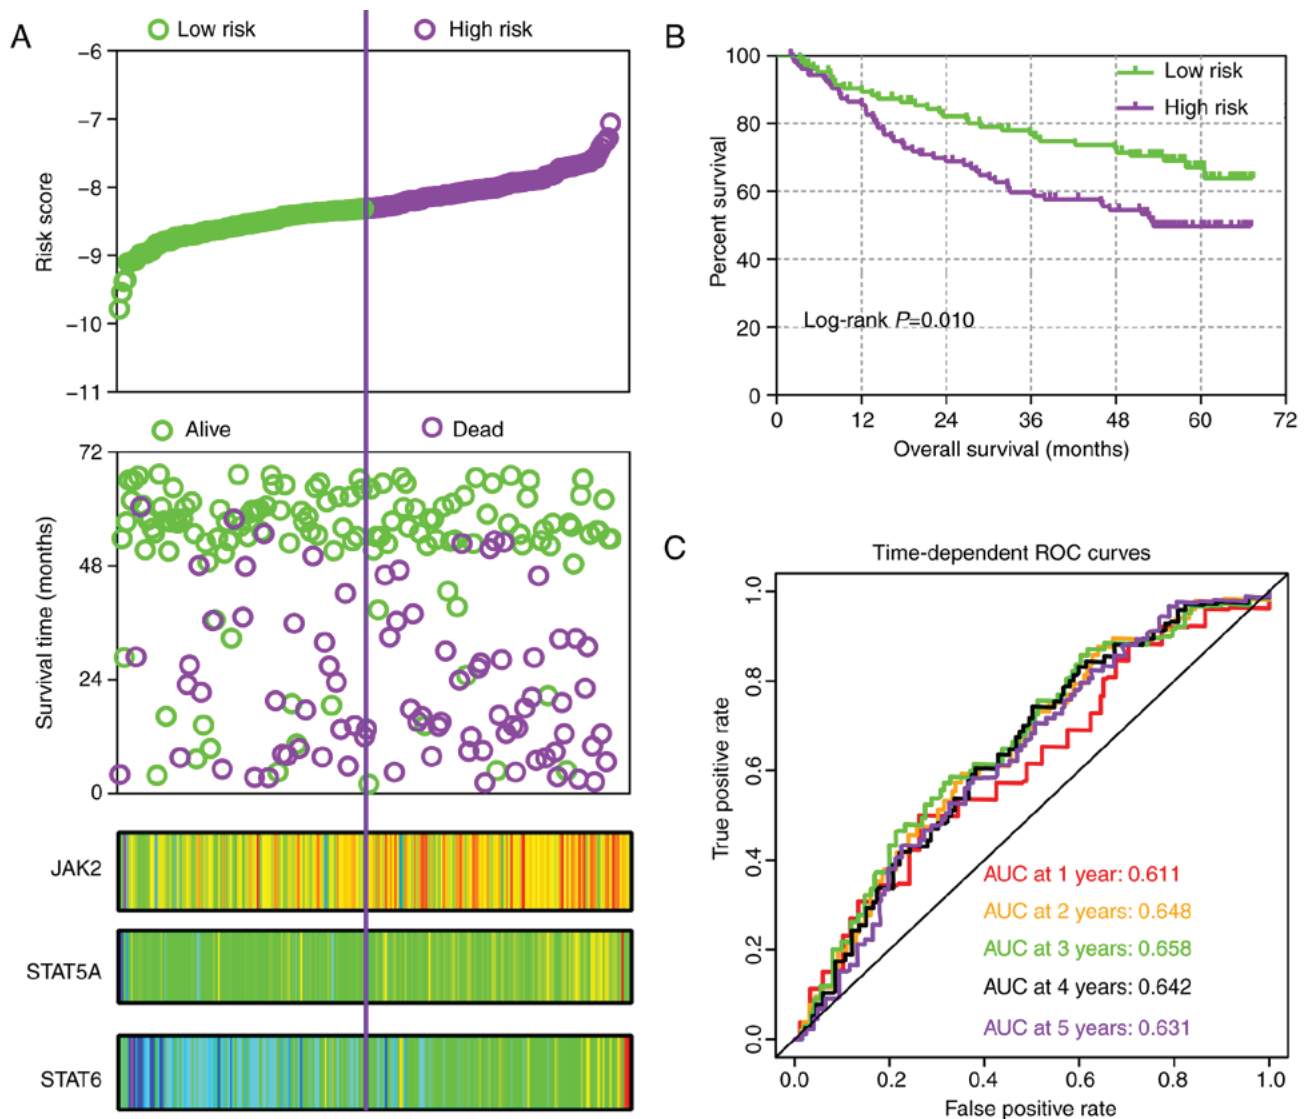 A
Low risk
High risk
−6
−7
−8
−9
−10
−11
Risk score
Alive
Dead
72
48
24
0
Survival time (months)
JAK2
STAT5A
STAT6
B
100
80
60
40
20
0
Percent survival
Low risk
High risk
Log-rank P=0.010
0 12 24 36 48 60 72
Overall survival (months)
C
Time-dependent ROC curves
1.0
0.8
0.6
0.4
0.2
0.0
True positive rate
AUC at 1 year: 0.611
AUC at 2 years: 0.648
AUC at 3 years: 0.658
AUC at 4 years: 0.642
AUC at 5 years: 0.631
0.0 0.2 0.4 0.6 0.8 1.0
False positive rate